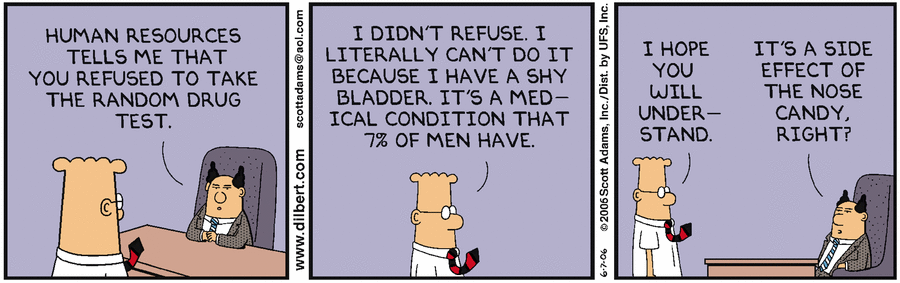 HUMAN RESOURCES
TELLS ME THAT
YOU REFUSED TO TAKE
THE RANDOM DRUG
TEST.
www.dilbert.com
scottadams@aol.com
I DIDN'T REFUSE. I
LITERALLY CAN'T DO IT
BECAUSE I HAVE A SHY
BLADDER. IT'S A MED–
ICAL CONDITION THAT
7% OF MEN HAVE.
6-7-06 ©2006 Scott Adams, Inc./Dist. by UFS, Inc.
I HOPE
YOU
WILL
UNDER–
STAND.
IT'S A SIDE
EFFECT OF
THE NOSE
CANDY,
RIGHT?